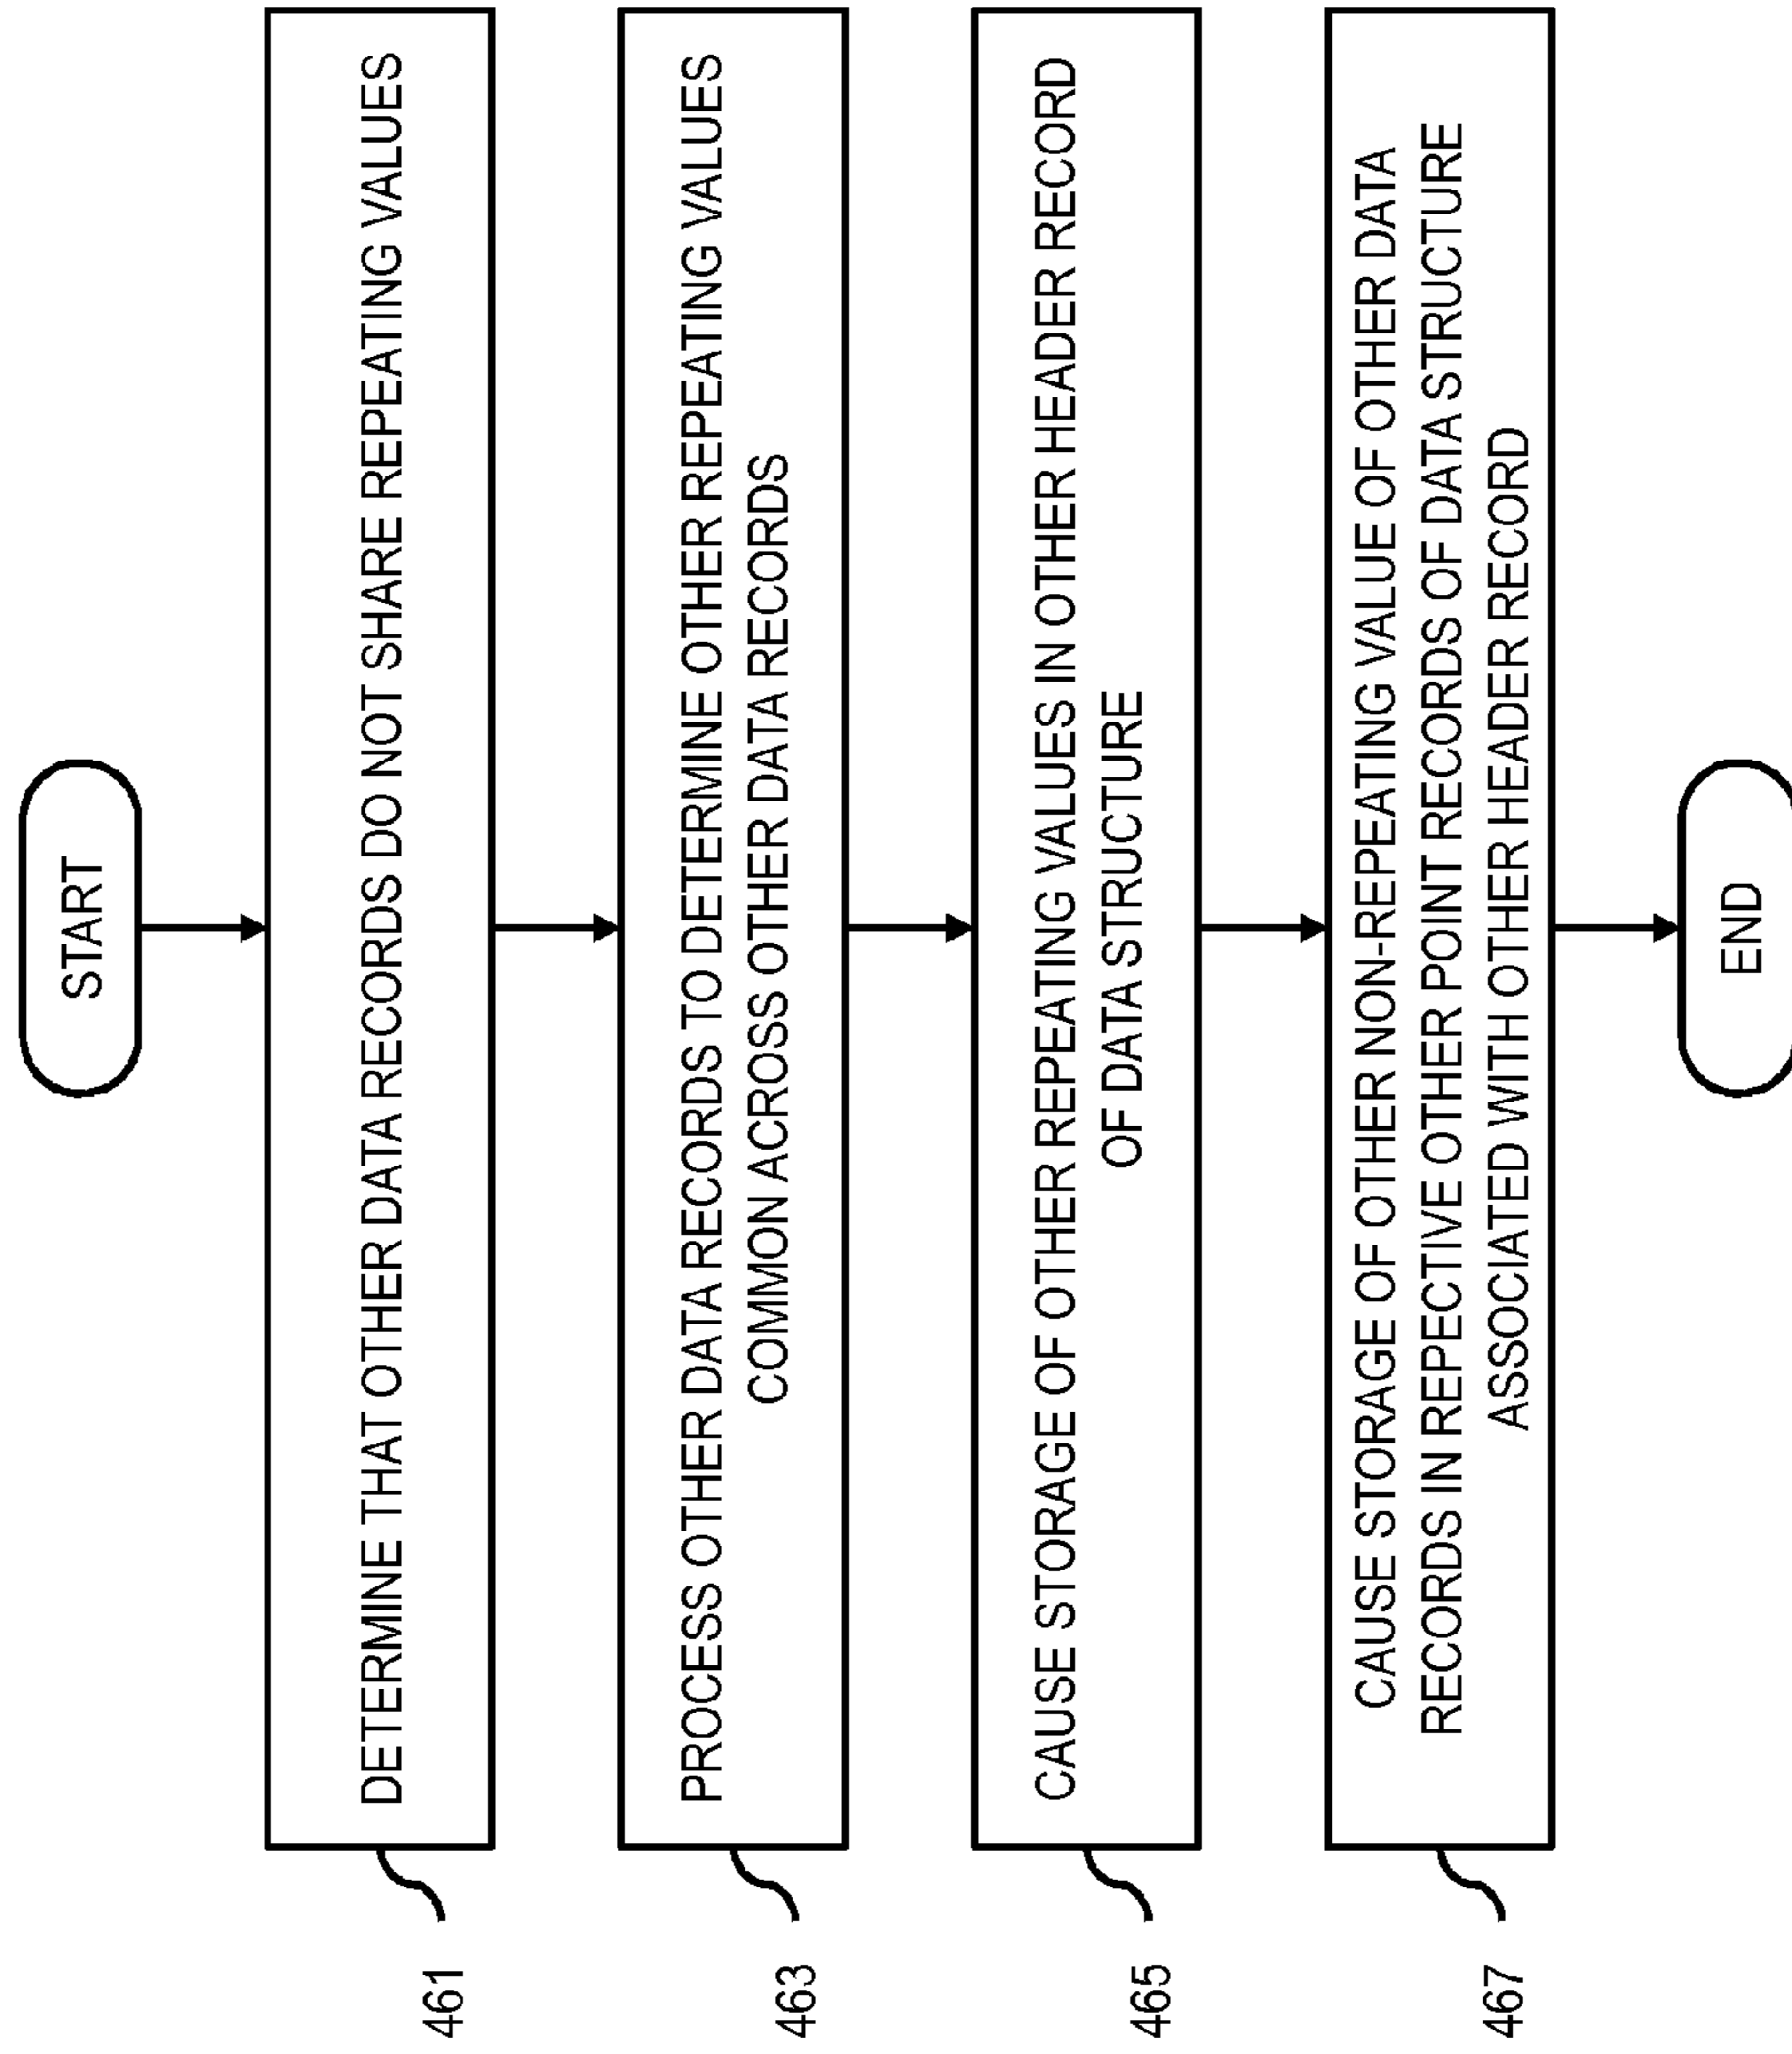 START
DETERMINE THAT OTHER DATA RECORDS DO NOT SHARE REPEATING VALUES
461
PROCESS OTHER DATA RECORDS TO DETERMINE OTHER REPEATING VALUES
COMMON ACROSS OTHER DATA RECORDS
463
CAUSE STORAGE OF OTHER REPEATING VALUES IN OTHER HEADER RECORD
OF DATA STRUCTURE
465
CAUSE STORAGE OF OTHER NON-REPEATING VALUE OF OTHER DATA
RECORDS IN REPECTIVE OTHER POINT RECORDS OF DATA STRUCTURE
ASSOCIATED WITH OTHER HEADER RECORD
467
END